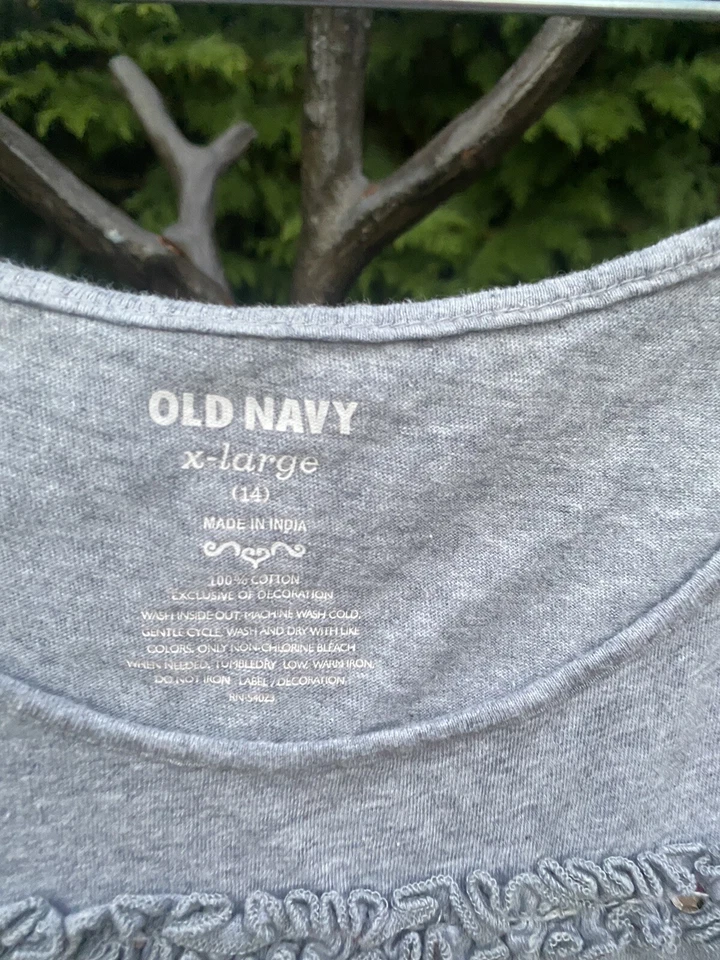 OLD NAVY
x-large
(14)
MADE IN INDIA
100% COTTON
EXCLUSIVE OF DECORATION
WASH INSIDE OUT, MACHINE WASH COLD,
GENTLE CYCLE, WASH AND DRY WITH LIKE
COLORS, ONLY NON-CHLORINE BLEACH
WHEN NEEDED, TUMBLE DRY LOW, WARM IRON,
DO NOT IRON LABEL / DECORATION.
RN 54023